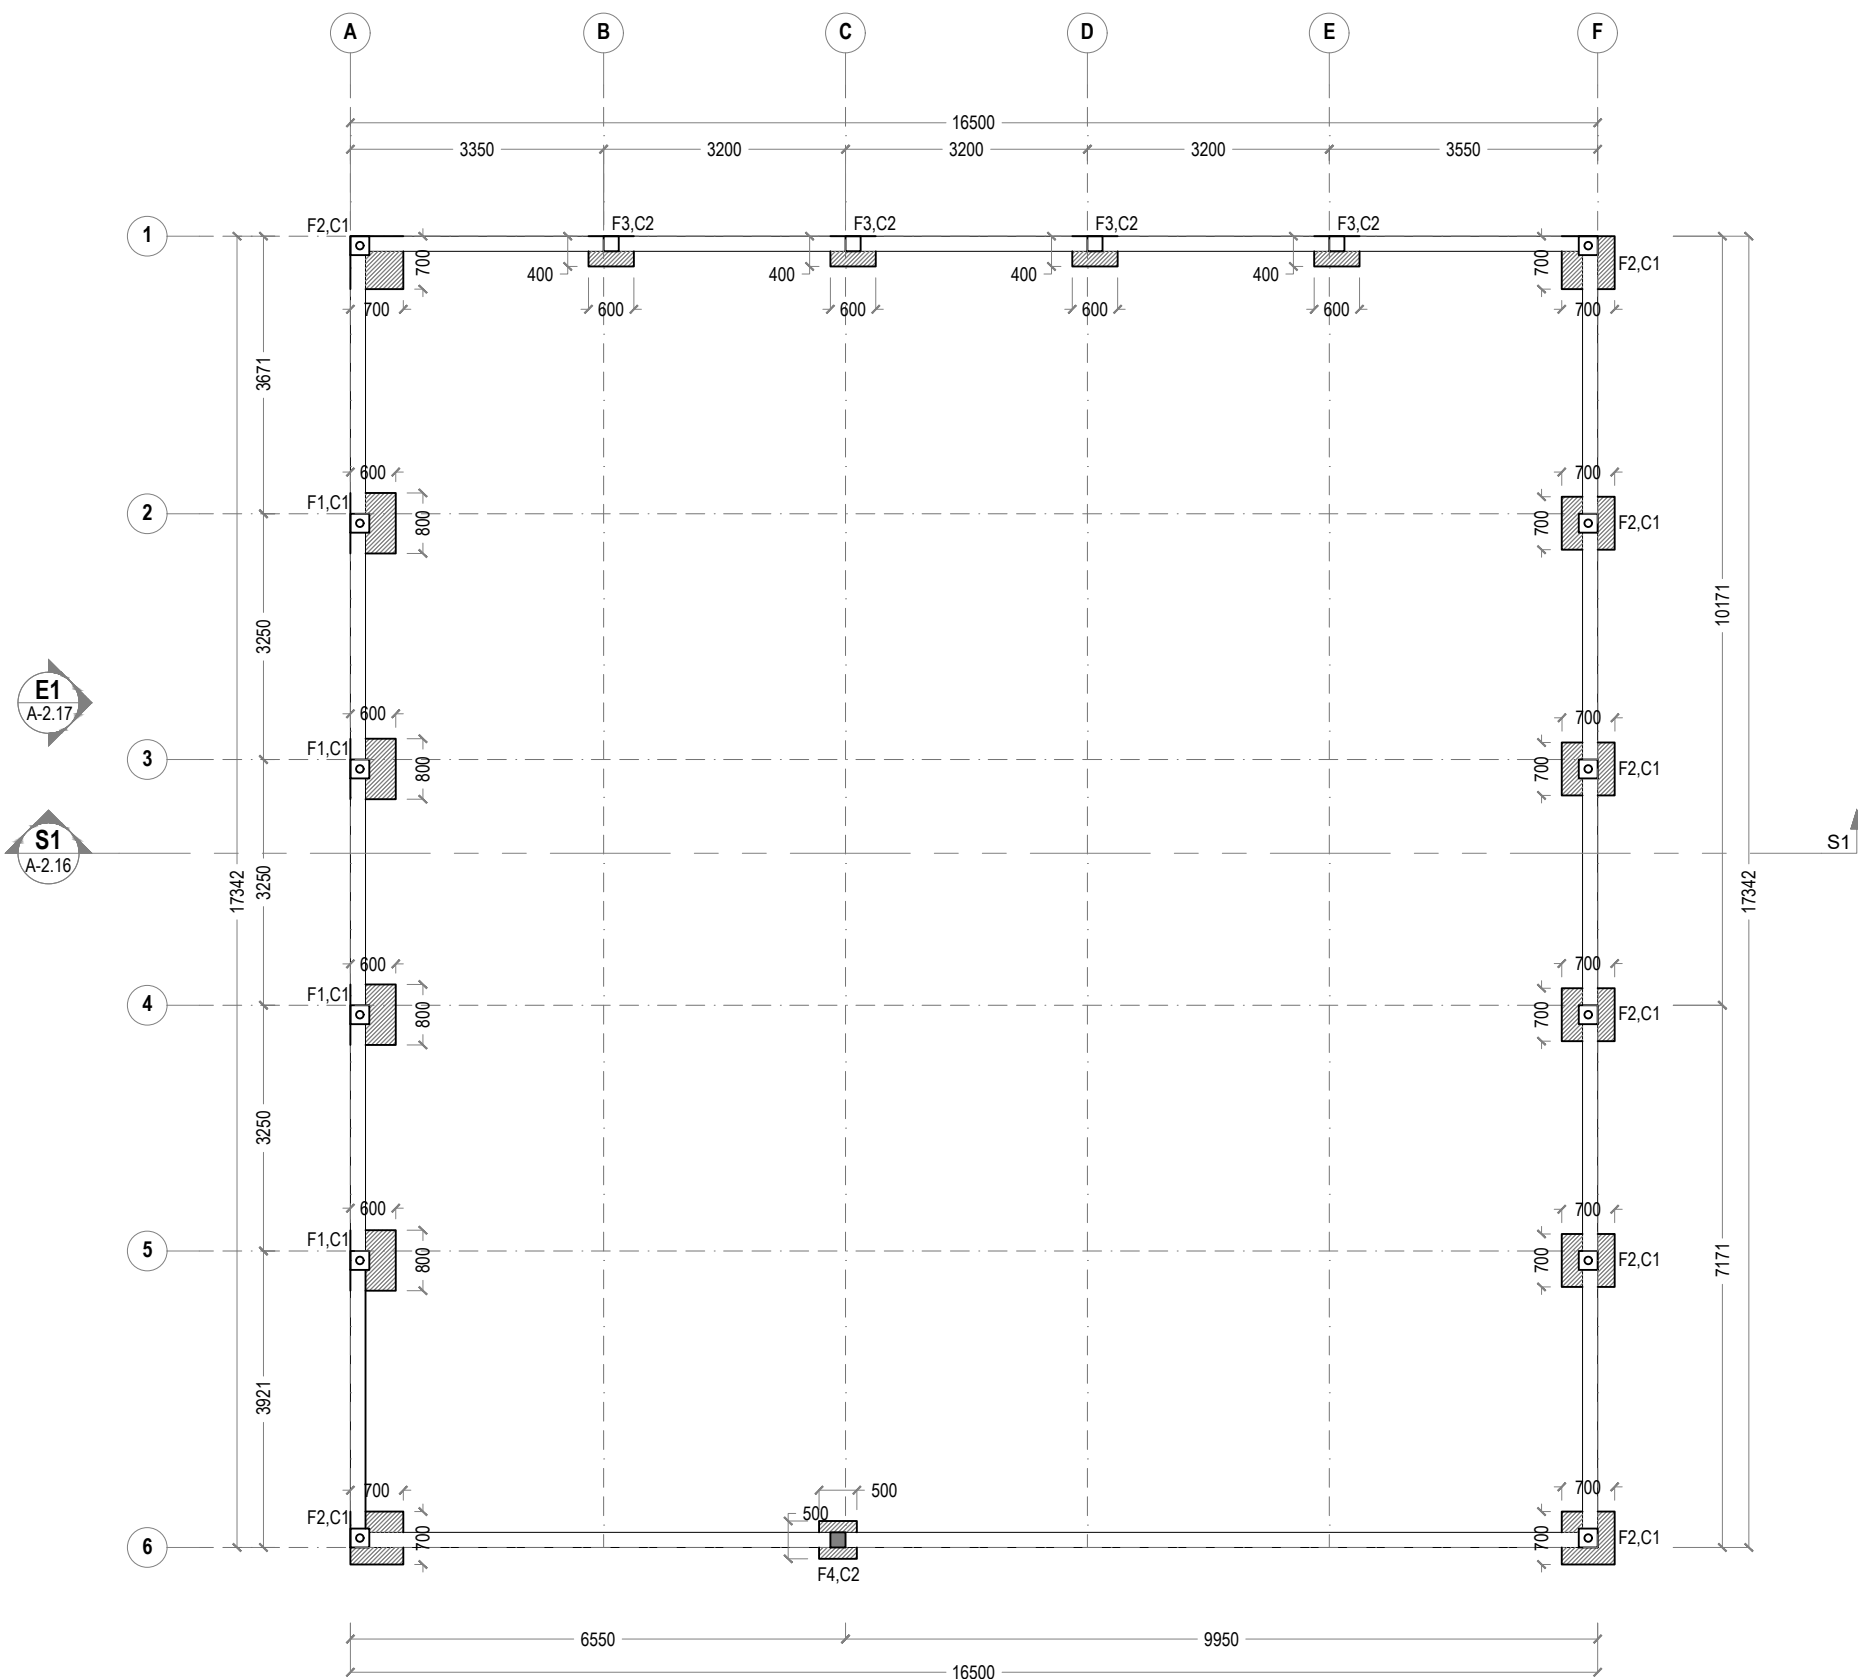 A B C D E F
16500
3350 3200 3200 3200 3550
1
F2,C1 F3,C2 F3,C2 F3,C2 F3,C2
700 400 400 400 400 700 F2,C1
700 600 600 600 600 700
3671
600 700
2 F1,C1 800 700 F2,C1
10171
3250
E1
A-2.17
600 700
3 F1,C1 800 700 F2,C1
S1
A-2.16
S1
17342 3250 17342
600 700
4 F1,C1 800 700 F2,C1
3250
600 700
5 F1,C1 800 700 F2,C1
7171
3921
700 500 700
F2,C1 500
6 700 700 F2,C1
F4,C2
6550 9950
16500